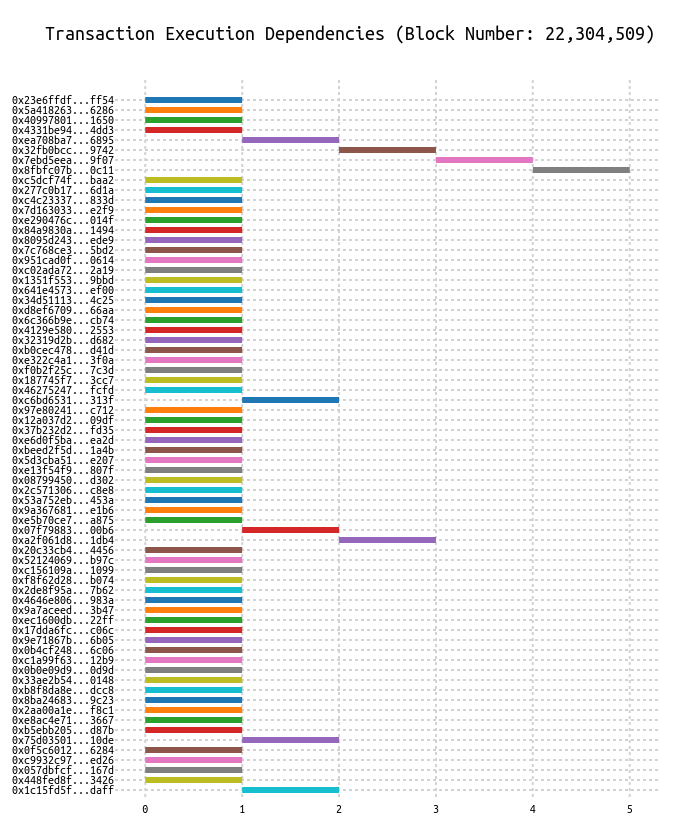 Transaction Execution Dependencies (Block Number: 22,304,509)
0x23e6ffdf...ff54
0x5a418263...6286
0x40997801...1650
0x4331be94...4dd3
0xea708ba7...6895
0x32fb0bcc...9742
0x7ebd5eea...9f07
0x8fbfc07b...0c11
0xc5dcf74f...baa2
0x277c0b17...6d1a
0xc4c23337...833d
0x7d163033...e2f9
0xe290476c...014f
0x84a9830a...1494
0x8095d243...ede9
0x7c768ce3...5bd2
0x951cad0f...0614
0xc02ada72...2a19
0x1351f553...9bbd
0x641e4573...ef00
0x34d51113...4c25
0xd8ef6709...66aa
0x6c366b9e...cb74
0x4129e580...2553
0x32319d2b...d682
0xb0cec478...d41d
0xe322c4a1...3f0a
0xf0b2f25c...7c3d
0x187745f7...3cc7
0x46275247...fcfd
0xc6bd6531...313f
0x97e80241...c712
0x12a037d2...09df
0x37b232d2...fd35
0xe6d0f5ba...ea2d
0xbeed2f5d...1a4b
0x5d3cba51...e207
0xe13f54f9...807f
0x08799450...d302
0x2c571306...c8e8
0x53a752eb...453a
0x9a367681...e1b6
0xe5b70ce7...a875
0x07f79883...00b6
0xa2f061d8...1db4
0x20c33cb4...4456
0x52124069...b97c
0xc156109a...1099
0xf8f62d28...b074
0x2de8f95a...7b62
0x4646e806...983a
0x9a7aceed...3b47
0xec1600db...22ff
0x17dda6fc...c06c
0x9e71867b...6b05
0x0b4cf248...6c06
0xc1a99f63...12b9
0x0b0e09d9...0d9d
0x33ae2b54...0148
0xb8f8da8e...dcc8
0x8ba24683...9c23
0x2aa00a1e...f8c1
0xe8ac4e71...3667
0xb5ebb205...d87b
0x75d03501...10de
0x0f5c6012...6284
0xc9932c97...ed26
0x057dbfcf...167d
0x448fed8f...3426
0x1c15fd5f...daff
0 1 2 3 4 5